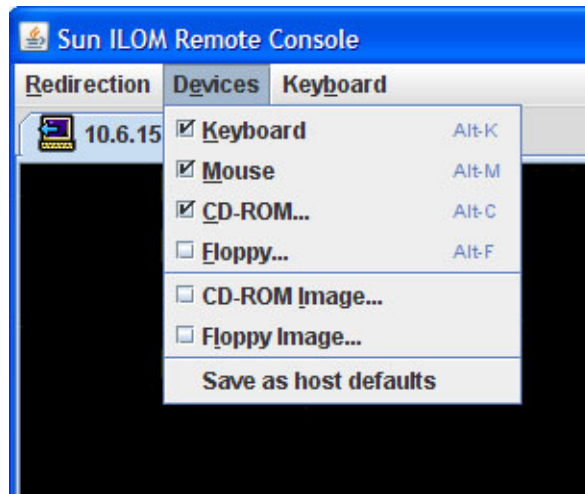 Sun ILOM Remote Console
Redirection Devices Keyboard
10.6.15
Keyboard Alt-K
Mouse Alt-M
CD-ROM... Alt-C
Floppy... Alt-F
CD-ROM Image...
Floppy Image...
Save as host defaults